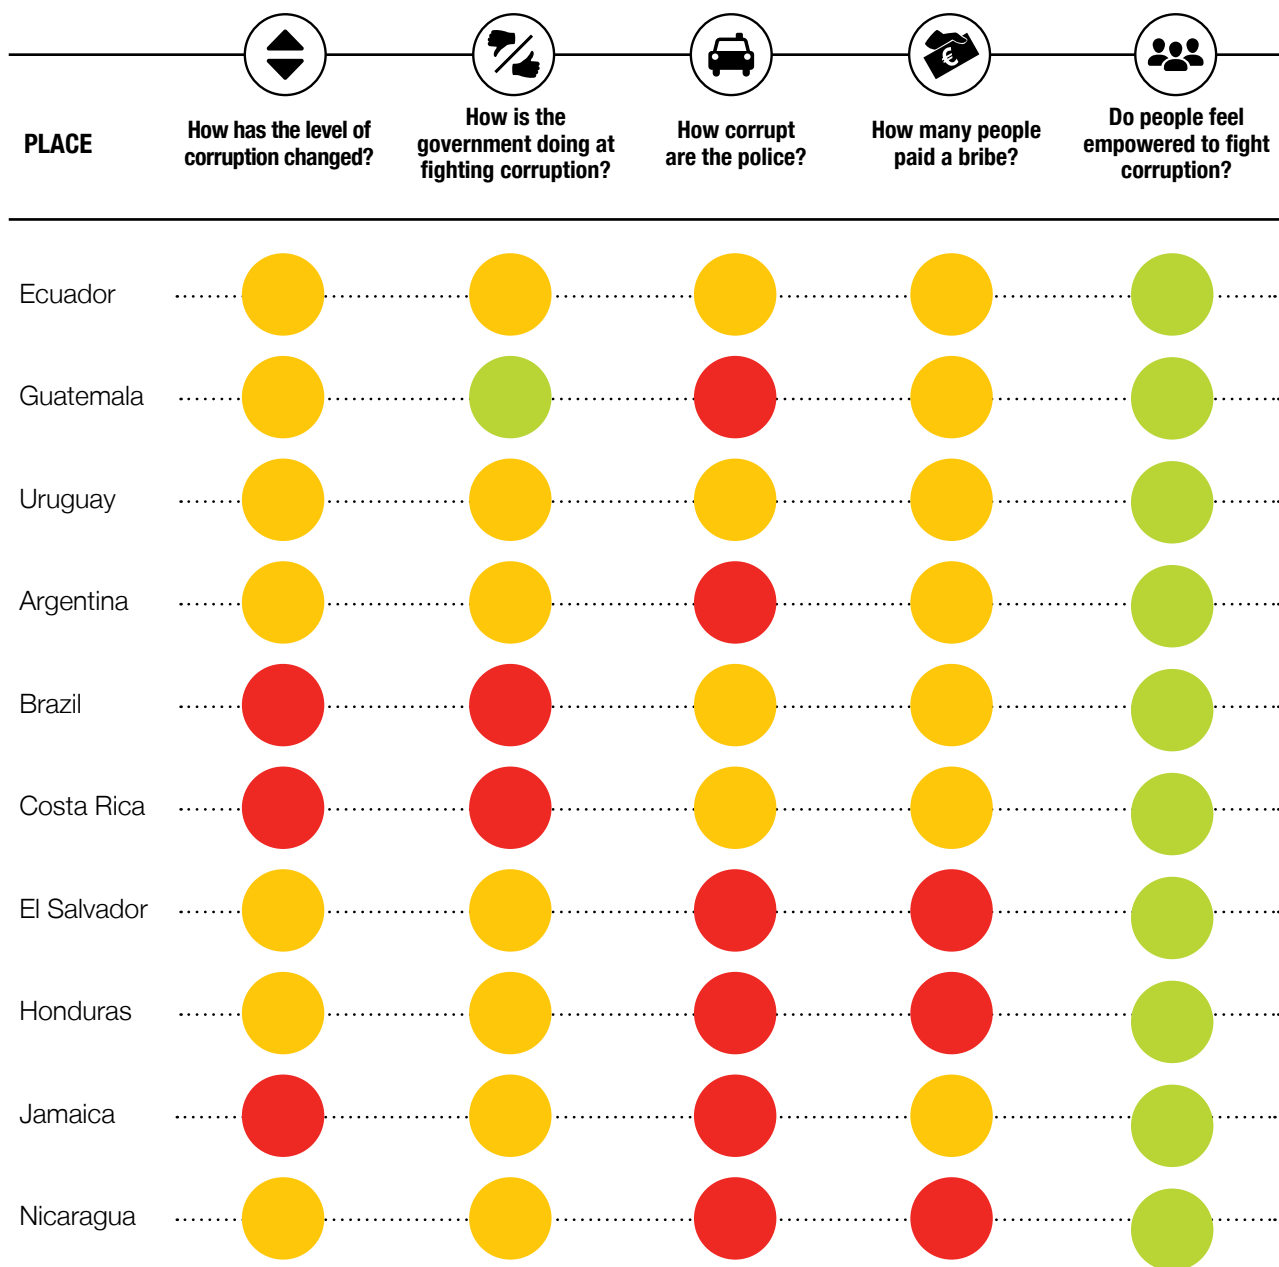 PLACE
How has the level of
corruption changed?
How is the
government doing at
fighting corruption?
How corrupt
are the police?
€
How many people
paid a bribe?
Do people feel
empowered to fight
corruption?
Ecuador
Guatemala
Uruguay
Argentina
Brazil
Costa Rica
El Salvador
Honduras
Jamaica
Nicaragua